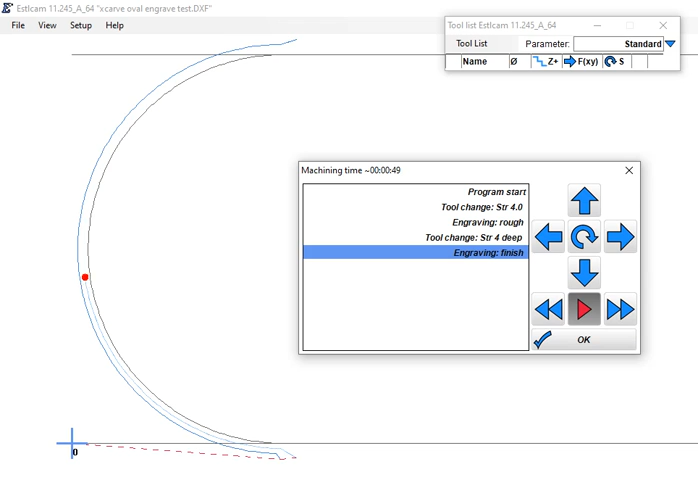 Estlcam 11.245_A_64 "xcarve oval engrave test.DXF"
File View Setup Help
Tool list Estlcam 11.245_A_64
Tool List Parameter: Standard
Name Ø Z+ F(xy) S
Machining time ~00:00:49
Program start
Tool change: Str 4.0
Engraving: rough
Tool change: Str 4 deep
Engraving: finish
OK
0